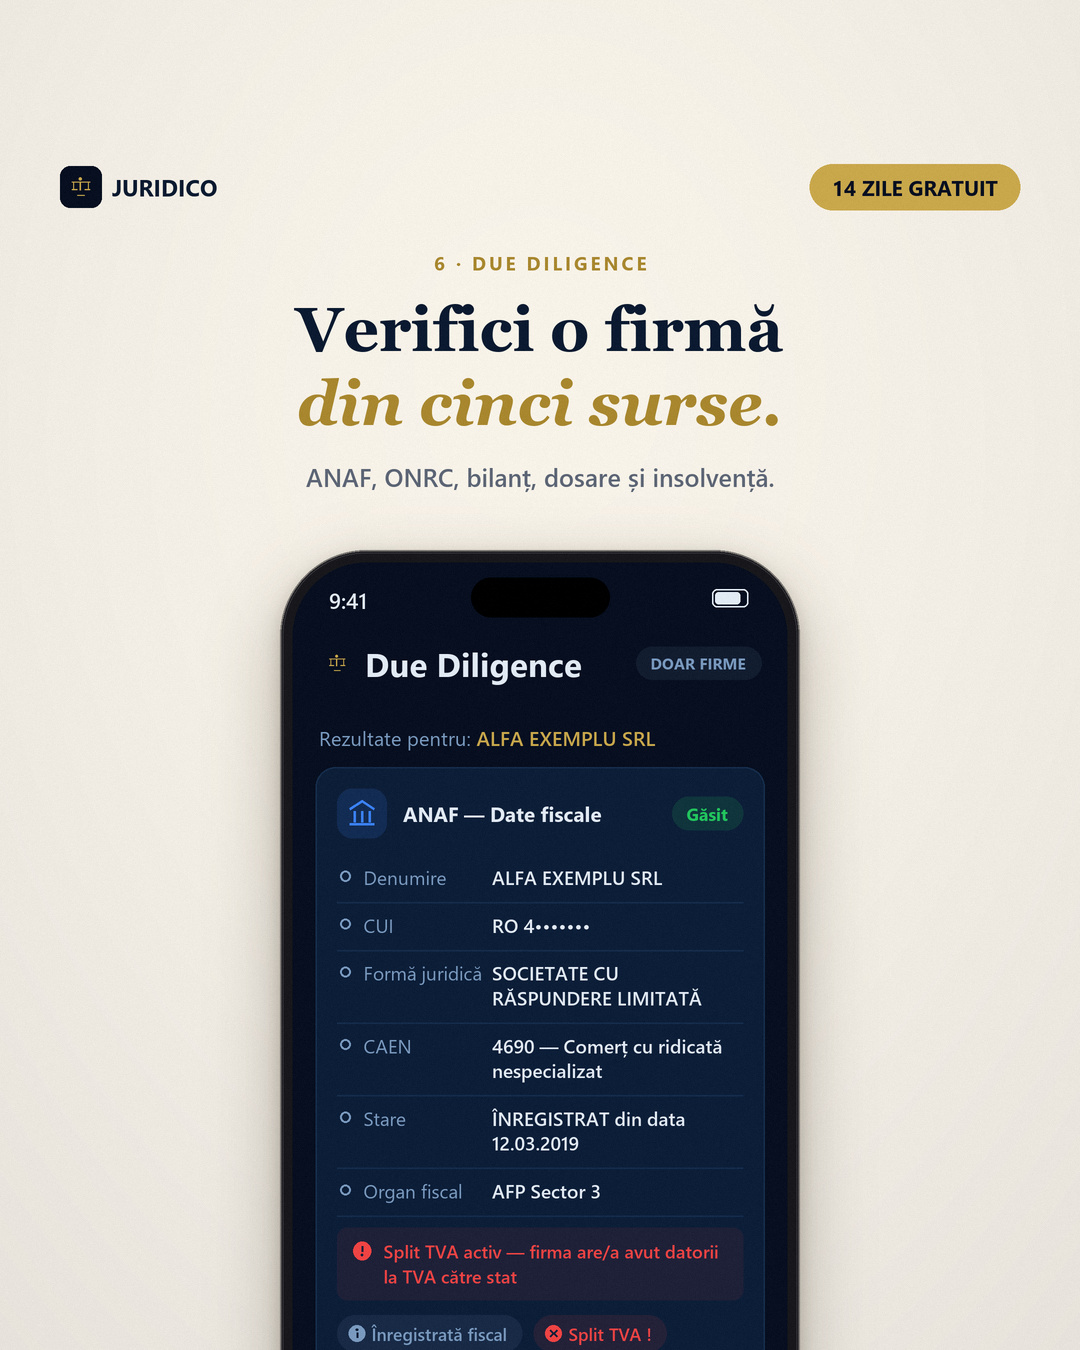 JURIDICO
14 ZILE GRATUIT
6 · DUE DILIGENCE
Verifici o firmă
din cinci surse.
ANAF, ONRC, bilanț, dosare și insolvență.
9:41
Due Diligence
DOAR FIRME
Rezultate pentru: ALFA EXEMPLU SRL
ANAF — Date fiscale
Găsit
Denumire ALFA EXEMPLU SRL
CUI RO 4•••••••
Formă juridică SOCIETATE CU
RĂSPUNDERE LIMITATĂ
CAEN 4690 — Comerț cu ridicată
nespecializat
Stare ÎNREGISTRAT din data
12.03.2019
Organ fiscal AFP Sector 3
Split TVA activ — firma are/a avut datorii
la TVA către stat
Înregistrată fiscal
Split TVA !